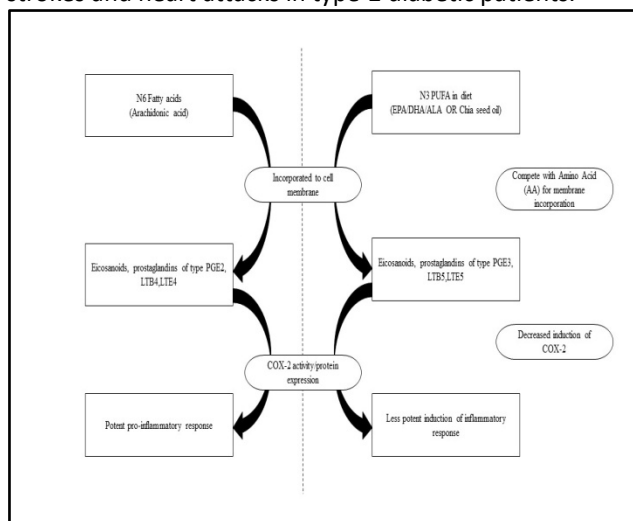 strokes and heart attacks in type 2 diabetic patients.
N6 Fatty acids
(Arachidonic acid)
N3 PUFA in diet
(EPA/DHA/ALA OR Chia seed oil)
Incorporated to cell
membrane
Compete with Amino Acid
(AA) for membrane
incorporation
Eicosanoids, prostaglandins of type PGE2,
LTB4,LTE4
Eicosanoids, prostaglandins of type PGE3,
LTB5,LTE5
Decreased induction of
COX-2
COX-2 activity/protein
expression
Potent pro-inflammatory response
Less potent induction of inflammatory
response